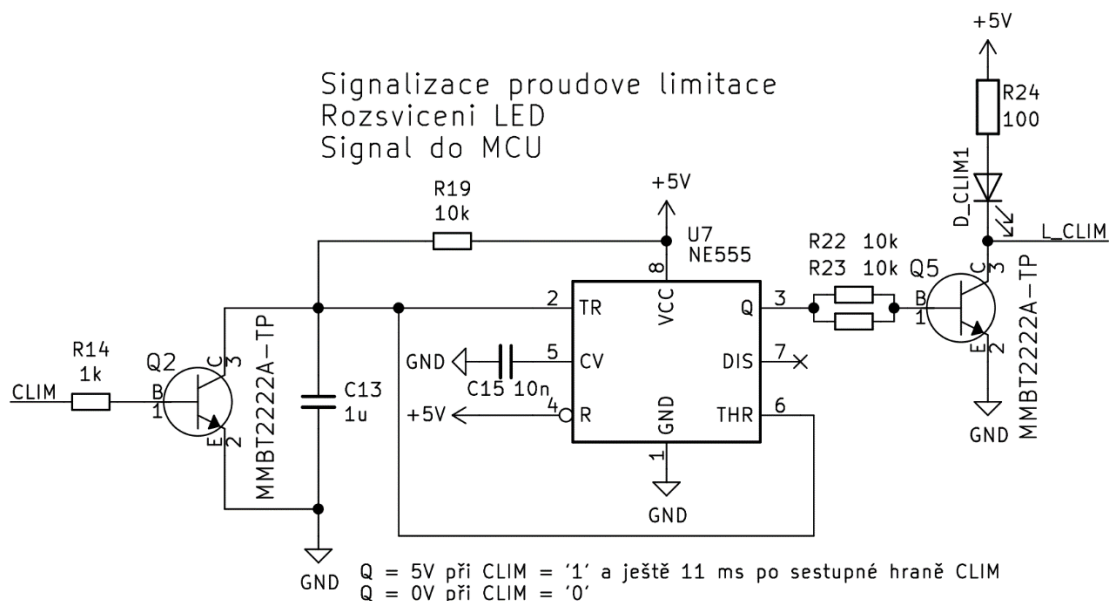 +5V
Signalizace proudove limitace
Rozsviceni LED
Signal do MCU
R24
100
D_CLIM1
L_CLIM
R19
10k
+5V
U7
NE555
8
VCC
2 TR
Q 3
R22 10k
R23 10k
Q5
B
1
C
3
E
2
MMBT2222A-TP
GND
GND
C15 10n
5 CV
DIS 7
+5V
4 R
GND
1
THR 6
GND
CLIM
R14
1k
Q2
B
1
C
3
E
2
MMBT2222A-TP
C13
1u
GND
Q = 5V při CLIM = '1' a ještě 11 ms po sestupné hraně CLIM
Q = 0V při CLIM = '0'